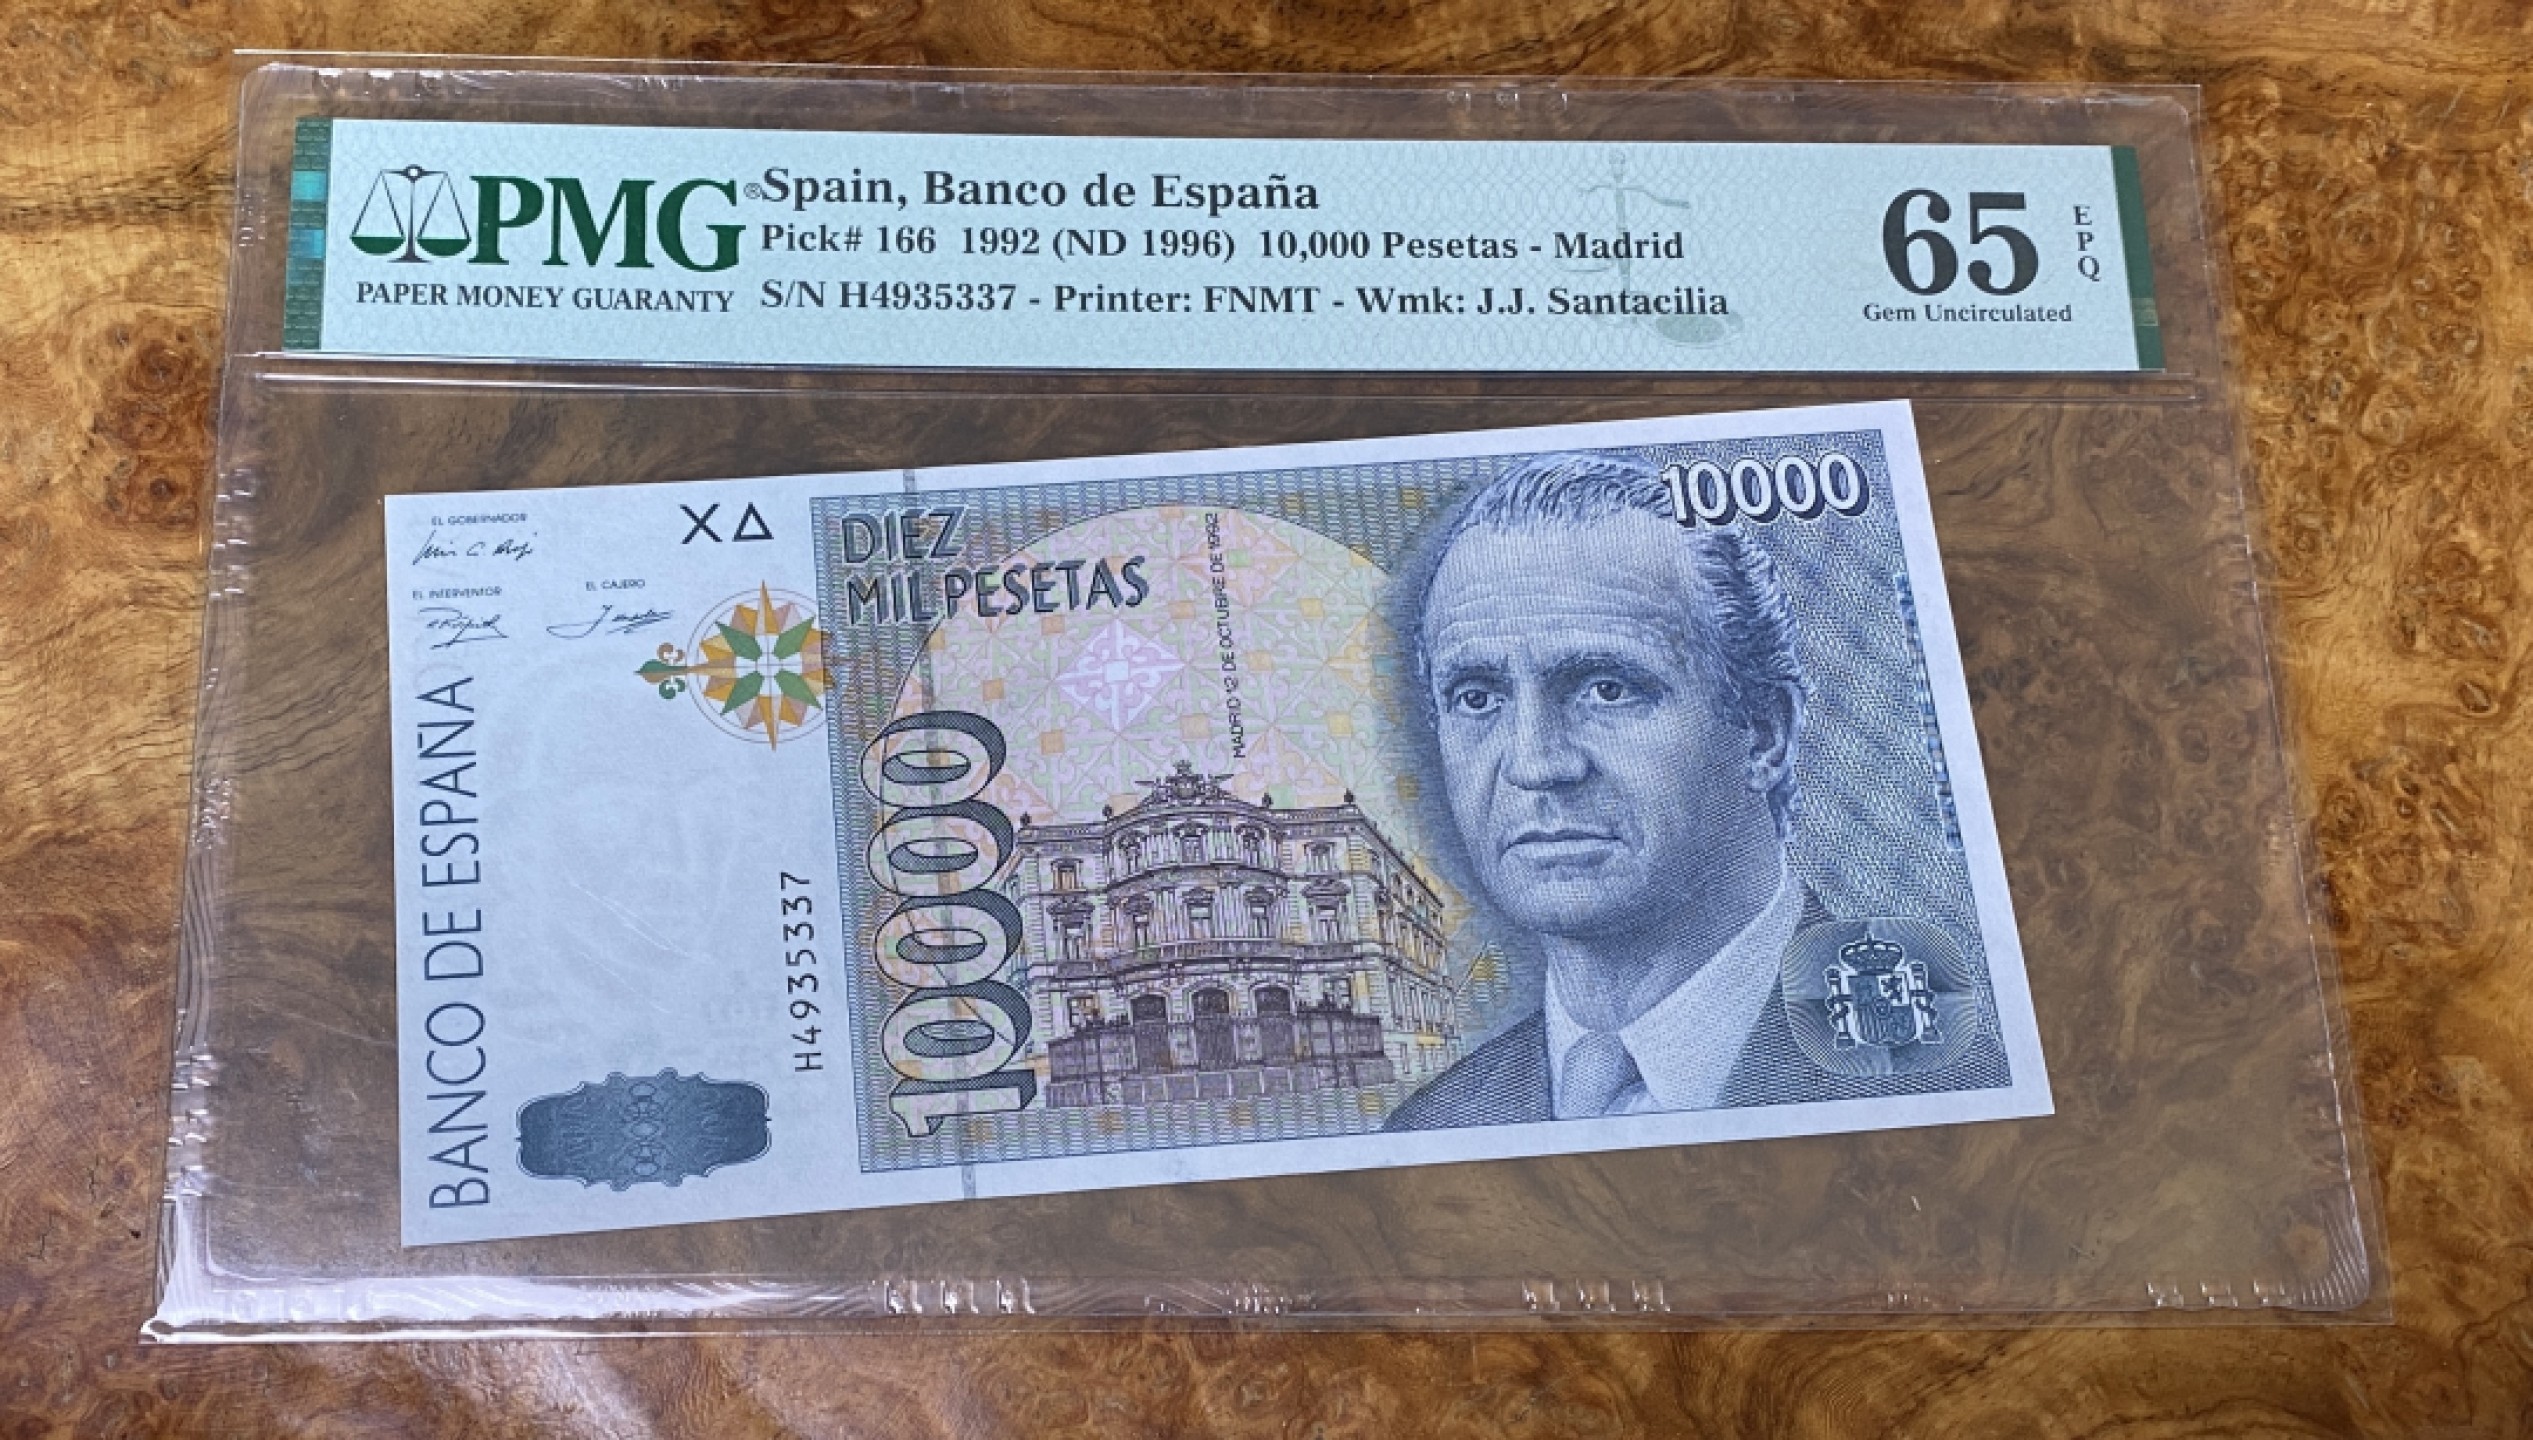 PMG®
PAPER MONEY GUARANTY
Spain, Banco de España
Pick# 166 1992 (ND 1996) 10,000 Pesetas - Madrid
S/N H4935337 - Printer: FNMT - Wmk: J.J. Santacilia
65
EPQ
Gem Uncirculated
EL GOBERNADOR
EL INTERVENTOR
EL CAJERO
XΔ
DIEZ
MIL PESETAS
10000
MADRID 12 DE OCTUBRE DE 1992
BANCO DE ESPAÑA
H4935337
10000